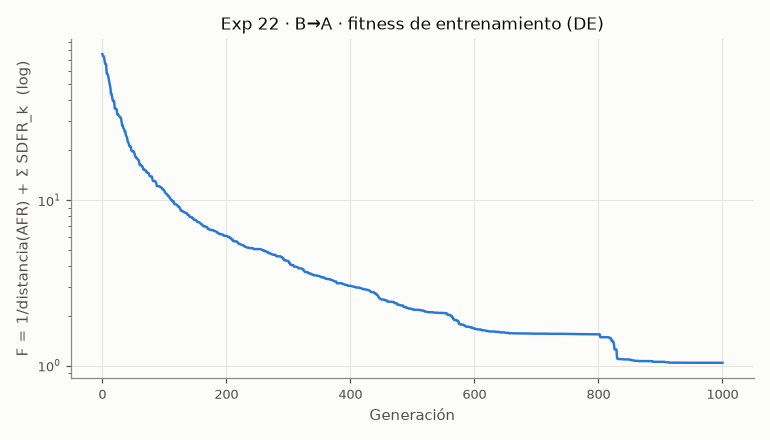 Exp 22 · B→A · fitness de entrenamiento (DE)
F = 1/distancia(AFR) + Σ SDFR_k (log)
10¹
10⁰
0 200 400 600 800 1000
Generación